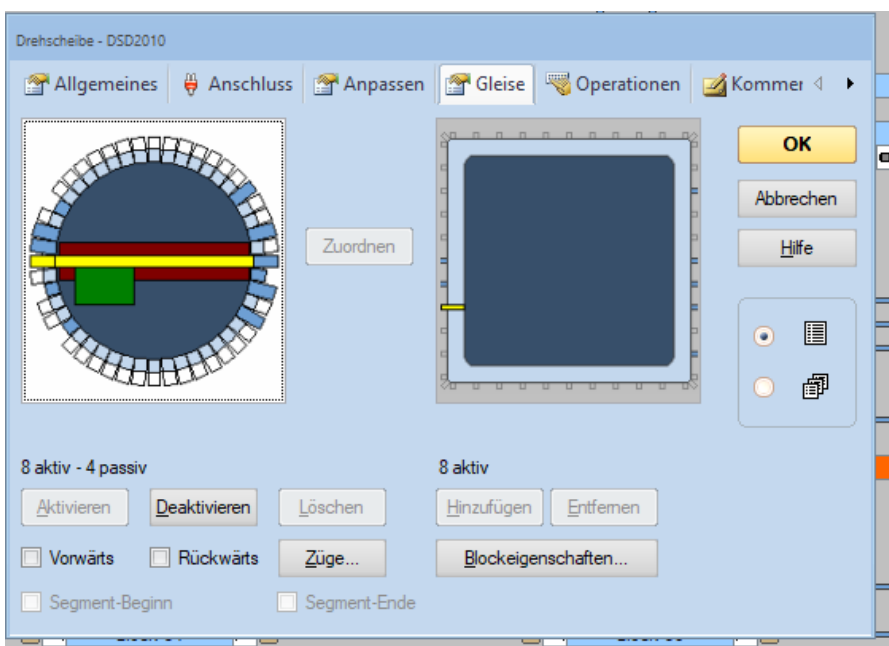 Drehscheibe - DSD2010
Allgemeines Anschluss Anpassen Gleise Operationen Kommer
OK
Abbrechen
Zuordnen
Hilfe
8 aktiv - 4 passiv 8 aktiv
Aktivieren Deaktivieren Löschen Hinzufügen Entfernen
Vorwärts Rückwärts Züge... Blockeigenschaften...
Segment-Beginn Segment-Ende